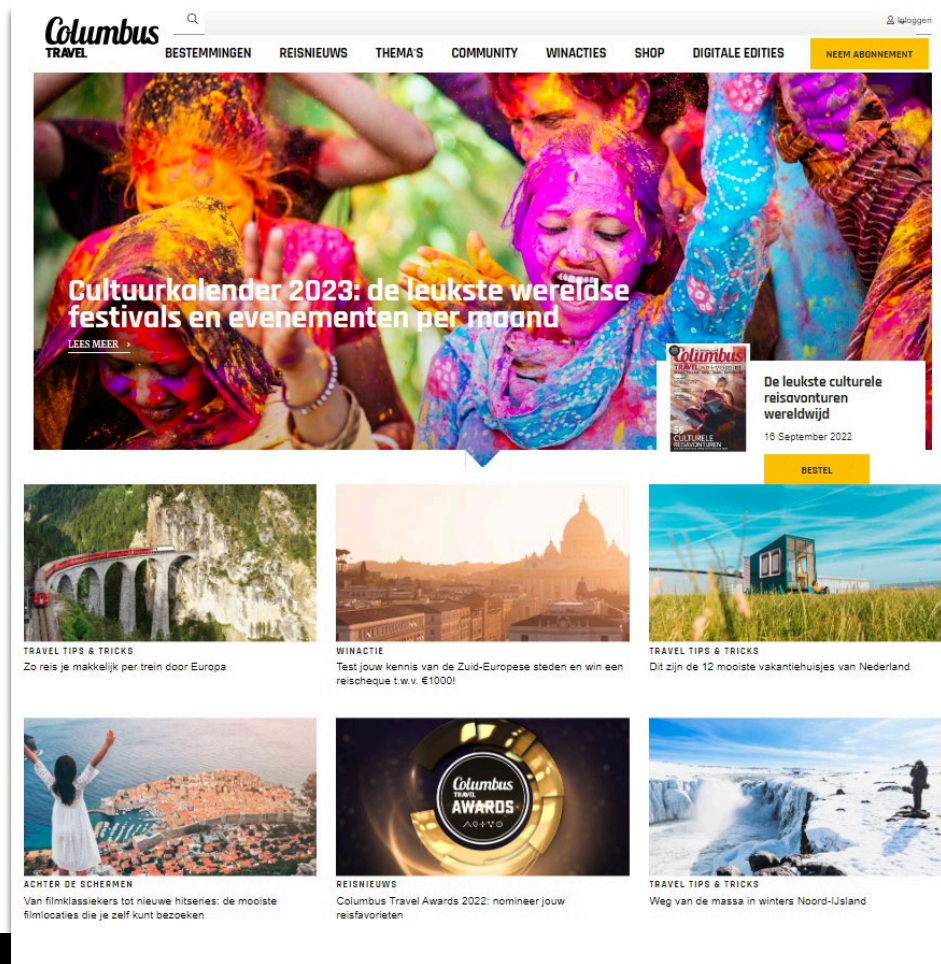 Columbus
TRAVEL
Inloggen
BESTEMMINGEN REISNIEUWS THEMA'S COMMUNITY WINACTIES SHOP DIGITALE EDITIES NEEM ABONNEMENT
Cultuurkalender 2023: de leukste wereldse
festivals en evenementen per maand
LEES MEER
Columbus
TRAVEL
55
CULTURELE
REISAVONTUREN
De leukste culturele
reisavonturen
wereldwijd
16 September 2022
BESTEL
TRAVEL TIPS & TRICKS
Zo reis je makkelijk per trein door Europa
WINACTIE
Test jouw kennis van de Zuid-Europese steden en win een
reischeque t.w.v. €1000!
TRAVEL TIPS & TRICKS
Dit zijn de 12 mooiste vakantiehuisjes van Nederland
Columbus
TRAVEL
AWARDS
ACHTER DE SCHERMEN
Van filmklassiekers tot nieuwe hitseries: de mooiste
filmlocaties die je zelf kunt bezoeken
REISNIEUWS
Columbus Travel Awards 2022: nomineer jouw
reisfavorieten
TRAVEL TIPS & TRICKS
Weg van de massa in winters Noord-IJsland